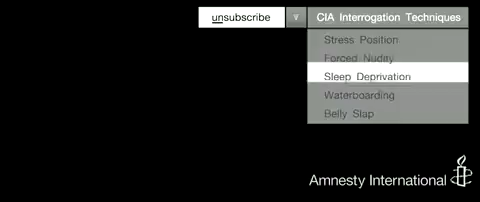 unsubscribe
CIA Interrogation Techniques
Stress Position
Forced Nudity
Sleep Deprivation
Waterboarding
Belly Slap
Amnesty International